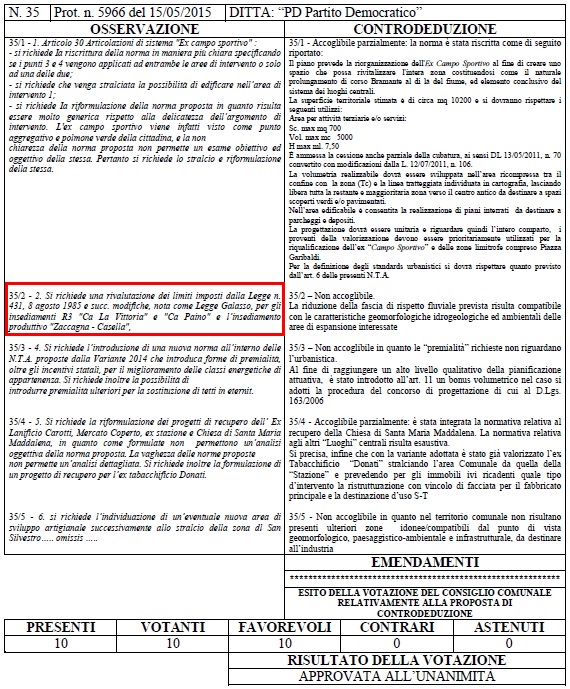 N. 35 Prot. n. 5966 del 15/05/2015 DITTA: “PD Partito Democratico”
OSSERVAZIONE
35/1 - 1. Articolo 30 Articolazioni di sistema "Ex campo sportivo" :
- si richiede Ia riscrittura della norma in maniera più chiara specificando
se i punti 3 e 4 vengono applicati ad entrambe le aree di intervento o solo
ad una delle due;
- si richiede che venga stralciata la possibilità di edificare nell'area di
intervento 1;
- si richiede Ia riformulazione della norma proposta in quanto risulta
essere molto generica rispetto alla delicatezza dell'argomento di
intervento. L'ex campo sportivo viene infatti visto come punto
aggregativo e polmone verde della cittadina, e la non
chiarezza della norma proposta non permette un esame obiettivo ed
oggettivo della stessa. Pertanto si richiede lo stralcio e riformulazione
della stessa.
35/2 - 2. Si richiede una rivalutazione dei limiti imposti dalla Legge n.
431, 8 agosto 1985 e succ. modifiche, nota come Legge Galasso, per gli
insediamenti R3 "Ca La Vittoria" e "Ca Paino" e l'insediamento
produttivo "Zaccagna - Casella",
35/3 - 4. Si richiede l'introduzione di una nuova norma all'interno delle
N.T.A. proposte dalla Variante 2014 che introduca forme di premialità,
oltre gli incentivi statali, per il miglioramento delle classi energetiche di
appartenenza. Si richiede inoltre la possibilità di
introdurre premialità ulteriori per la sostituzione di tetti in eternit.
35/4 - 5. Si richiede la riformulazione dei progetti di recupero dell' Ex
Lanificio Carotti, Mercato Coperto, ex stazione e Chiesa di Santa Maria
Maddalena, in quanto come formulate non permettono un'analisi
oggettiva della norma proposta. La vaghezza delle norme proposte
non permette un'analisi dettagliata. Si richiede inoltre la formulazione di
un progetto di recupero per l'ex tabacchificio Donati.
35/5 - 6. si richiede l'individuazione di un'eventuale nuova area di
sviluppo artigianale successivamente allo stralcio della zona di San
Silvestro….. omissis …..
CONTRODEDUZIONE
35/1 - Accoglibile parzialmente: la norma è stata riscritta come di seguito
riportato:
Il piano prevede la riorganizzazione dell'Ex Campo Sportivo al fine di creare uno
spazio che possa rivitalizzare l'intera zona costituendosi come il naturale
prolungamento di corso Bramante al di la del fiume, ed elemento conclusivo del
sistema dei luoghi centrali.
La superficie territoriale stimata è di circa mq 10200 e si dovranno rispettare i
seguenti utilizzi:
Area per attività terziarie e/o servizi:
Sc. max mq 700
Vol. max mc 5000
H max ml. 7,50
È ammessa la cessione anche parziale della cubatura, ai sensi DL 13/05/2011, n. 70
convertito con modificazioni dalla L. 12/07/2011, n. 106.
La volumetria realizzabile dovrà essere sviluppata nell'area ricompresa tra il
confine con la zona (Tc) e la linea tratteggiata individuata in cartografia, lasciando
libera tutta la restante e maggioritaria zona verso il centro antico da destinare a spazi
scoperti verdi e/o pavimentati.
Nell'area edificabile è consentita la realizzazione di piani interrati da destinare a
parcheggi e depositi.
La progettazione dovrà essere unitaria e riguardare quindi l'intero comparto, i
proventi della valorizzazione devono essere prioritariamente utilizzati per la
riqualificazione dell'ex “Campo Sportivo” e delle zone limitrofe compreso Piazza
Garibaldi.
Per la definizione degli standards urbanistici si dovrà rispettare quanto previsto
dall'art. 6 delle presenti N.T.A.
35/2 – Non accoglibile.
La riduzione della fascia di rispetto fluviale prevista risulta compatibile
con le caratteristiche geomorfologiche idrogeologiche ed ambientali delle
aree di espansione interessate
35/3 – Non accoglibile in quanto le “premialità” richieste non riguardano
l'urbanistica.
Al fine di raggiungere un alto livello qualitativo della pianificazione
attuativa, è stato introdotto all'art. 11 un bonus volumetrico nel caso si
adotti la procedura del concorso di progettazione di cui al D.Lgs.
163/2006
35/4 - Accoglibile parzialmente: è stata integrata la normativa relativa al
recupero della Chiesa di Santa Maria Maddalena. La normativa relativa
agli altri “Luoghi” centrali risulta esaustiva.
Si precisa, infine che con la variante adottata è stato già valorizzato l'ex
Tabacchificio “Donati” stralciando l'area Comunale da quella della
“Stazione” e prevedendo per gli immobili ivi ricadenti quale tipo
d'intervento la ristrutturazione con vincolo di facciata per il fabbricato
principale e la destinazione d'uso S-T
35/5 - Non accoglibile in quanto nel territorio comunale non risultano
presenti ulteriori zone idonee/compatibili dal punto di vista
geomorfologico, paesaggistico-ambientale e infrastrutturale, da destinare
all'industria
EMENDAMENTI
************************************************************
ESITO DELLA VOTAZIONE DEL CONSIGLIO COMUNALE
RELATIVAMENTE ALLA PROPOSTA DI
CONTRODEDUZIONE
PRESENTI VOTANTI FAVOREVOLI CONTRARI ASTENUTI
10 10 10 0 0
RISULTATO DELLA VOTAZIONE
APPROVATA ALL'UNANIMITA